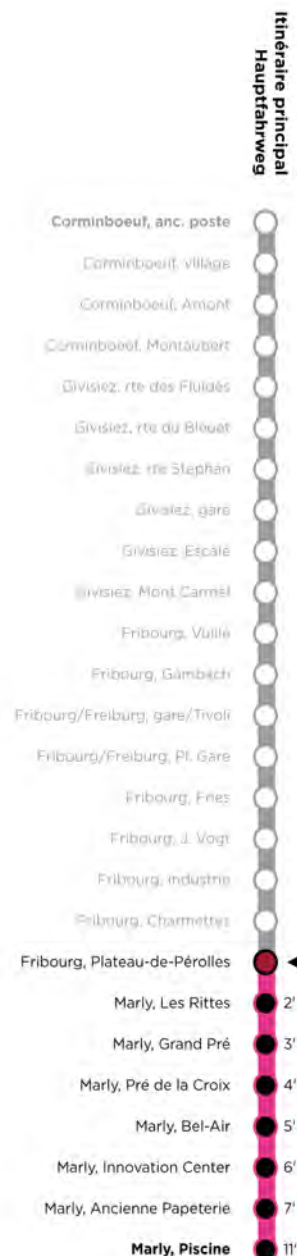 Itinéraire principal
Hauptfahrweg
Corminboeuf, anc. poste
Corminboeuf, village
Corminboeuf, Amont
Corminboeuf, Montaubert
Givisiez, rte des Fluides
Givisiez, rte du Bleuet
Givisiez, rte Stephan
Givisiez, gare
Givisiez, Escale
Givisiez, Mont Carmel
Fribourg, Vuille
Fribourg, Gambach
Fribourg/Freiburg, gare/Tivoli
Fribourg/Freiburg, Pl. Gare
Fribourg, Fries
Fribourg, J. Vogt
Fribourg, industrie
Fribourg, Charmettes
Fribourg, Plateau-de-Pérolles
Marly, Les Rittes 2'
Marly, Grand Pré 3'
Marly, Pré de la Croix 4'
Marly, Bel-Air 5'
Marly, Innovation Center 6'
Marly, Ancienne Papeterie 7'
Marly, Piscine 11'